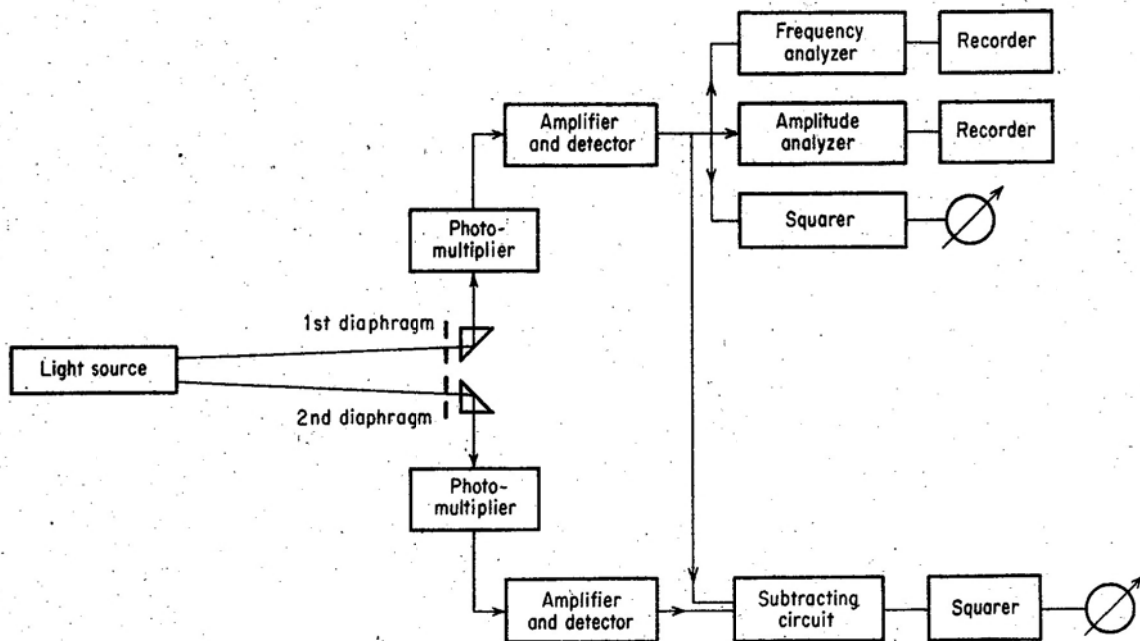 Frequency
analyzer
Recorder
Amplifier
and detector
Amplitude
analyzer
Recorder
Photo-
multiplier
Squarer
1st diaphragm
Light source
2nd diaphragm
Photo-
multiplier
Amplifier
and detector
Subtracting
circuit
Squarer